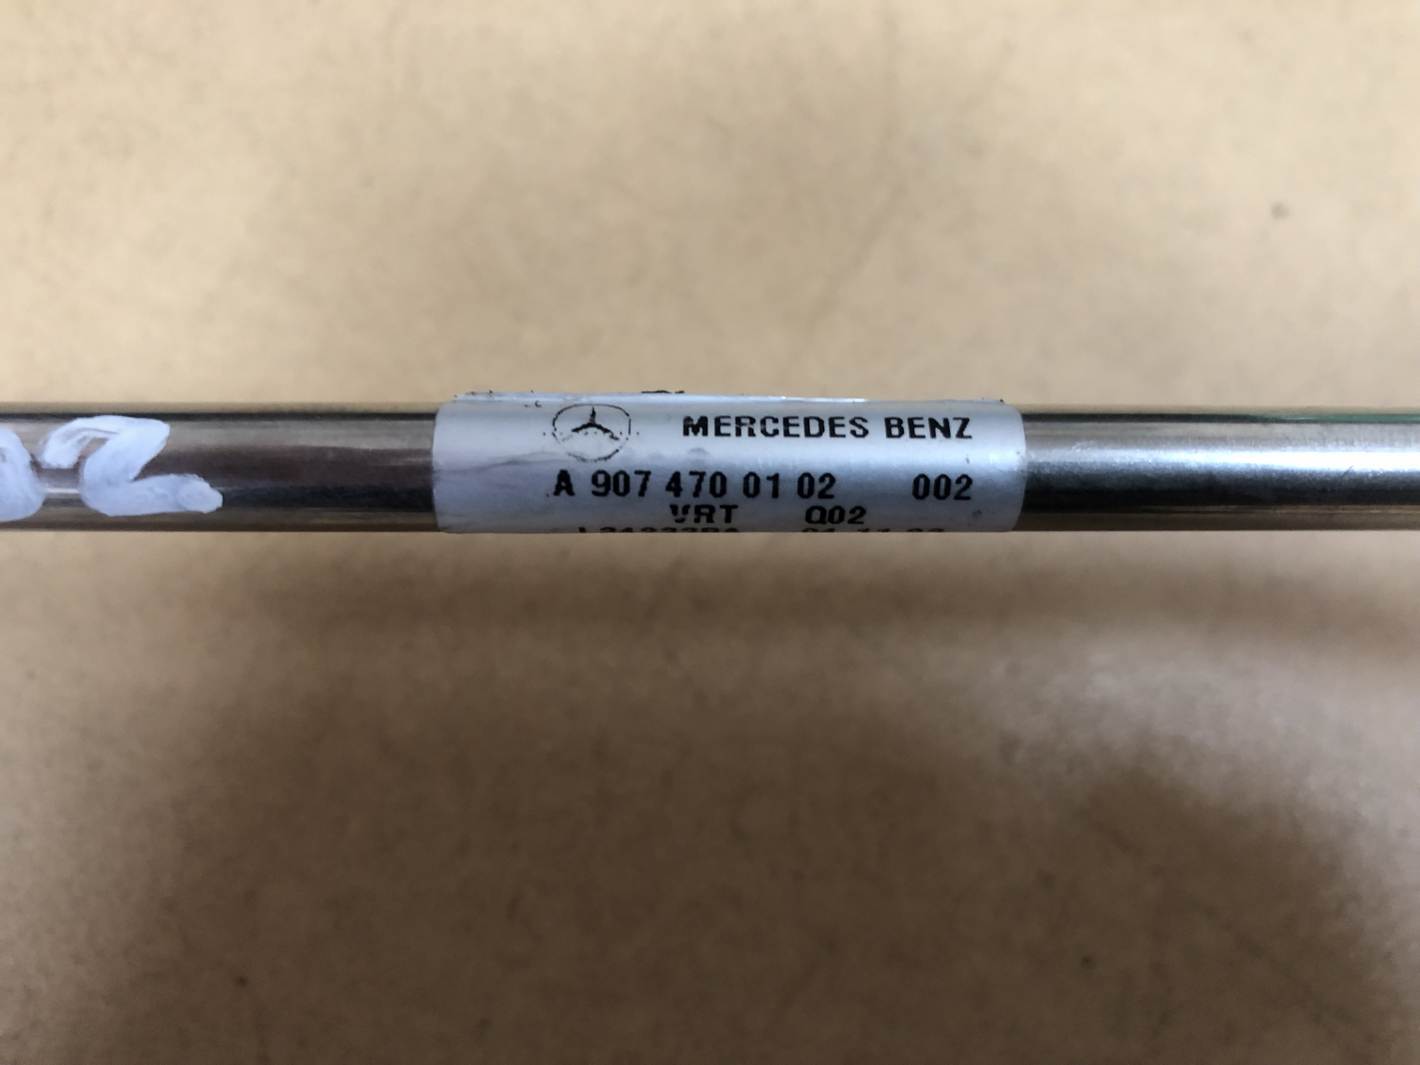 MERCEDES BENZ
A 907 470 01 02 002
VRT Q02